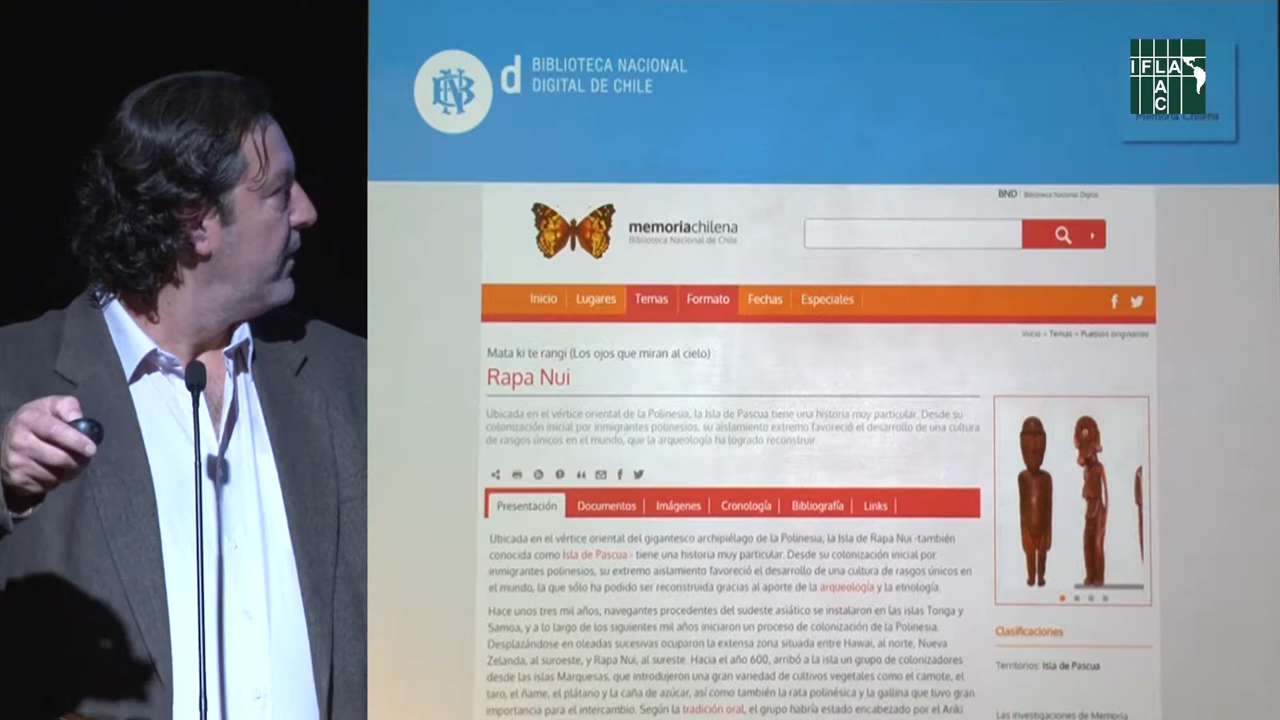 BIBLIOTECA NACIONAL
d
DIGITAL DE CHILE
IFLA
LAC
Memoria Chilena
BND Biblioteca Nacional Digital
memoriachilena
Biblioteca Nacional de Chile
Inicio Lugares Temas Formato Fechas Especiales
Inicio » Temas » Pueblos originarios
Mata ki te rangi (Los ojos que miran al cielo)
Rapa Nui
Ubicada en el vértice oriental de la Polinesia, la Isla de Pascua tiene una historia muy particular. Desde su
colonización inicial por inmigrantes polinesios, su aislamiento extremo favoreció el desarrollo de una cultura
de rasgos únicos en el mundo, que la arqueología ha logrado reconstruir.
Presentación Documentos Imágenes Cronología Bibliografía Links
Ubicada en el vértice oriental del gigantesco archipiélago de la Polinesia, la Isla de Rapa Nui -también
conocida como Isla de Pascua - tiene una historia muy particular. Desde su colonización inicial por
inmigrantes polinesios, su extremo aislamiento favoreció el desarrollo de una cultura de rasgos únicos en
el mundo, la que sólo ha podido ser reconstruida gracias al aporte de la arqueología y la etnología.
Hace unos tres mil años, navegantes procedentes del sudeste asiático se instalaron en las islas Tonga y
Samoa, y a lo largo de los siguientes mil años iniciaron un proceso de colonización de la Polinesia.
Desplazándose en oleadas sucesivas ocuparon la extensa zona situada entre Hawai, al norte, Nueva
Zelanda, al suroeste, y Rapa Nui, al sureste. Hacia el año 600, arribó a la isla un grupo de colonizadores
desde las islas Marquesas, que introdujeron una gran variedad de cultivos vegetales como el camote, el
taro, el ñame, el plátano y la caña de azúcar, así como también la rata polinésica y la gallina que tuvo gran
importancia para el intercambio. Según la tradición oral, el grupo habría estado encabezado por el Ariki
Clasificaciones
Territorios: Isla de Pascua
Las investigaciones de Memoria